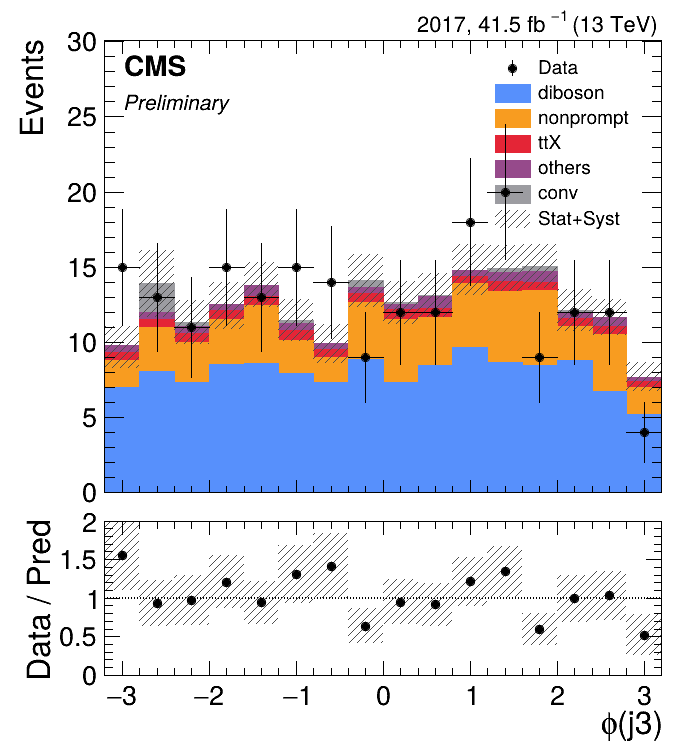 2017, 41.5 fb⁻¹ (13 TeV)
Events
30
25
20
15
10
5
0
CMS
Preliminary
Data
diboson
nonprompt
ttX
others
conv
Stat+Syst
Data / Pred
2
1.5
1
0.5
0
−3 −2 −1 0 1 2 3
ϕ(j3)